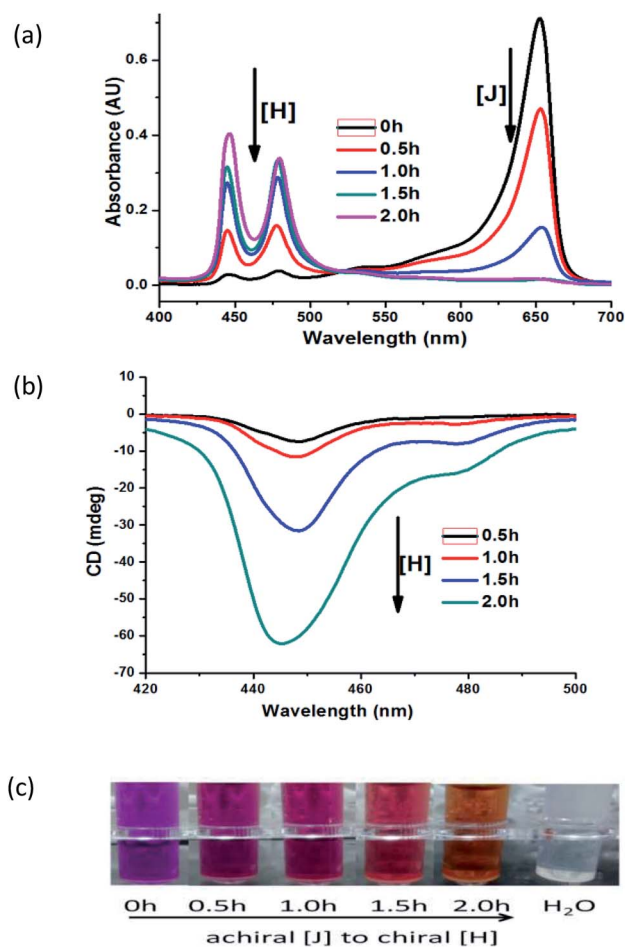 (a)
0.6
0.4
0.2
0.0
Absorbance (AU)
[H]
[J]
0h
0.5h
1.0h
1.5h
2.0h
400 450 500 550 600 650 700
Wavelength (nm)
(b)
10
0
-10
-20
-30
-40
-50
-60
-70
CD (mdeg)
[H]
0.5h
1.0h
1.5h
2.0h
420 440 460 480 500
Wavelength (nm)
(c)
0h 0.5h 1.0h 1.5h 2.0h H₂O
achiral [J] to chiral [H]